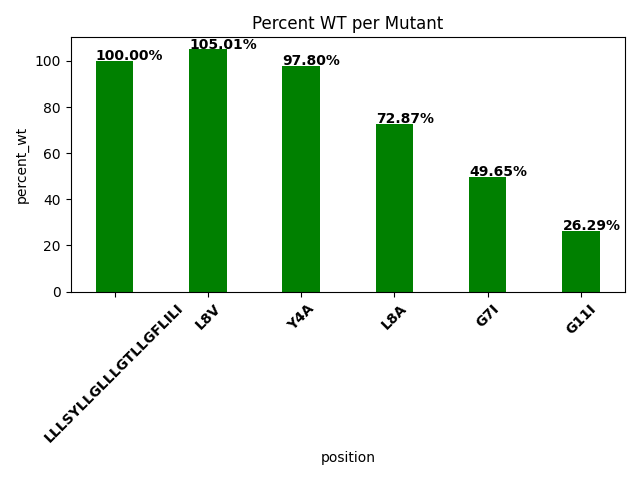 Percent WT per Mutant
percent_wt
100
80
60
40
20
0
100.00%
105.01%
97.80%
72.87%
49.65%
26.29%
LLLSYLLGLLLGTLLGFLILI
L8V
Y4A
L8A
G7I
G11I
position